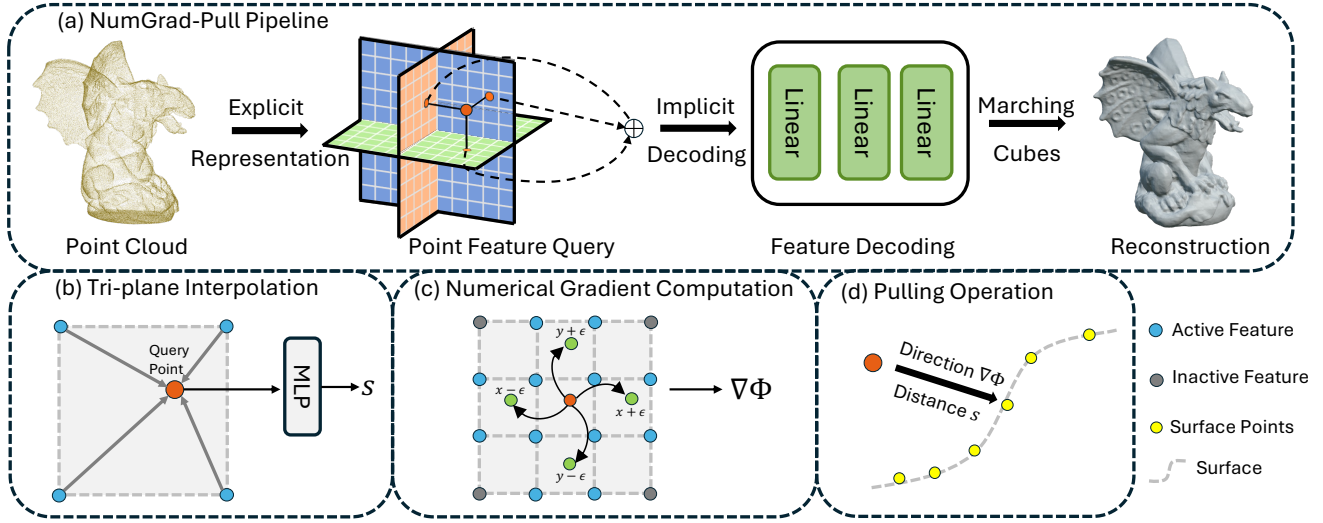 (a) NumGrad-Pull Pipeline
Explicit
Representation
Implicit
Decoding
Linear
Linear
Linear
Marching
Cubes
Point Cloud
Point Feature Query
Feature Decoding
Reconstruction
(b) Tri-plane Interpolation
Query
Point
MLP
s
(c) Numerical Gradient Computation
y + ϵ
x − ϵ
x + ϵ
y − ϵ
∇Φ
(d) Pulling Operation
Direction ∇Φ
Distance s
Active Feature
Inactive Feature
Surface Points
Surface